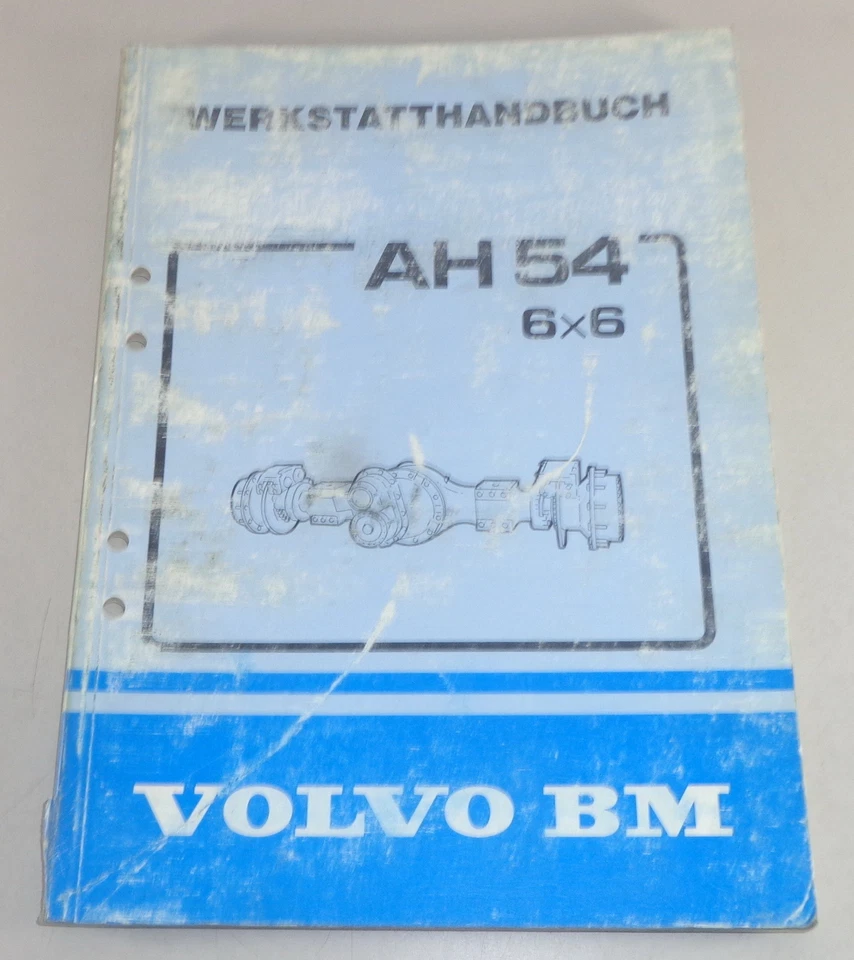 WERKSTATTHANDBUCH
AH 54
6×6
VOLVO BM